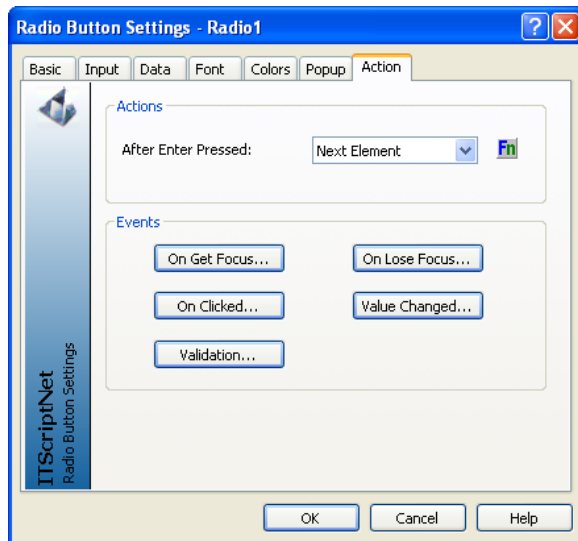 Radio Button Settings - Radio1
Basic Input Data Font Colors Popup Action
Actions
After Enter Pressed: Next Element Fn
Events
On Get Focus... On Lose Focus...
On Clicked... Value Changed...
Validation...
ITScriptNet
Radio Button Settings
OK Cancel Help